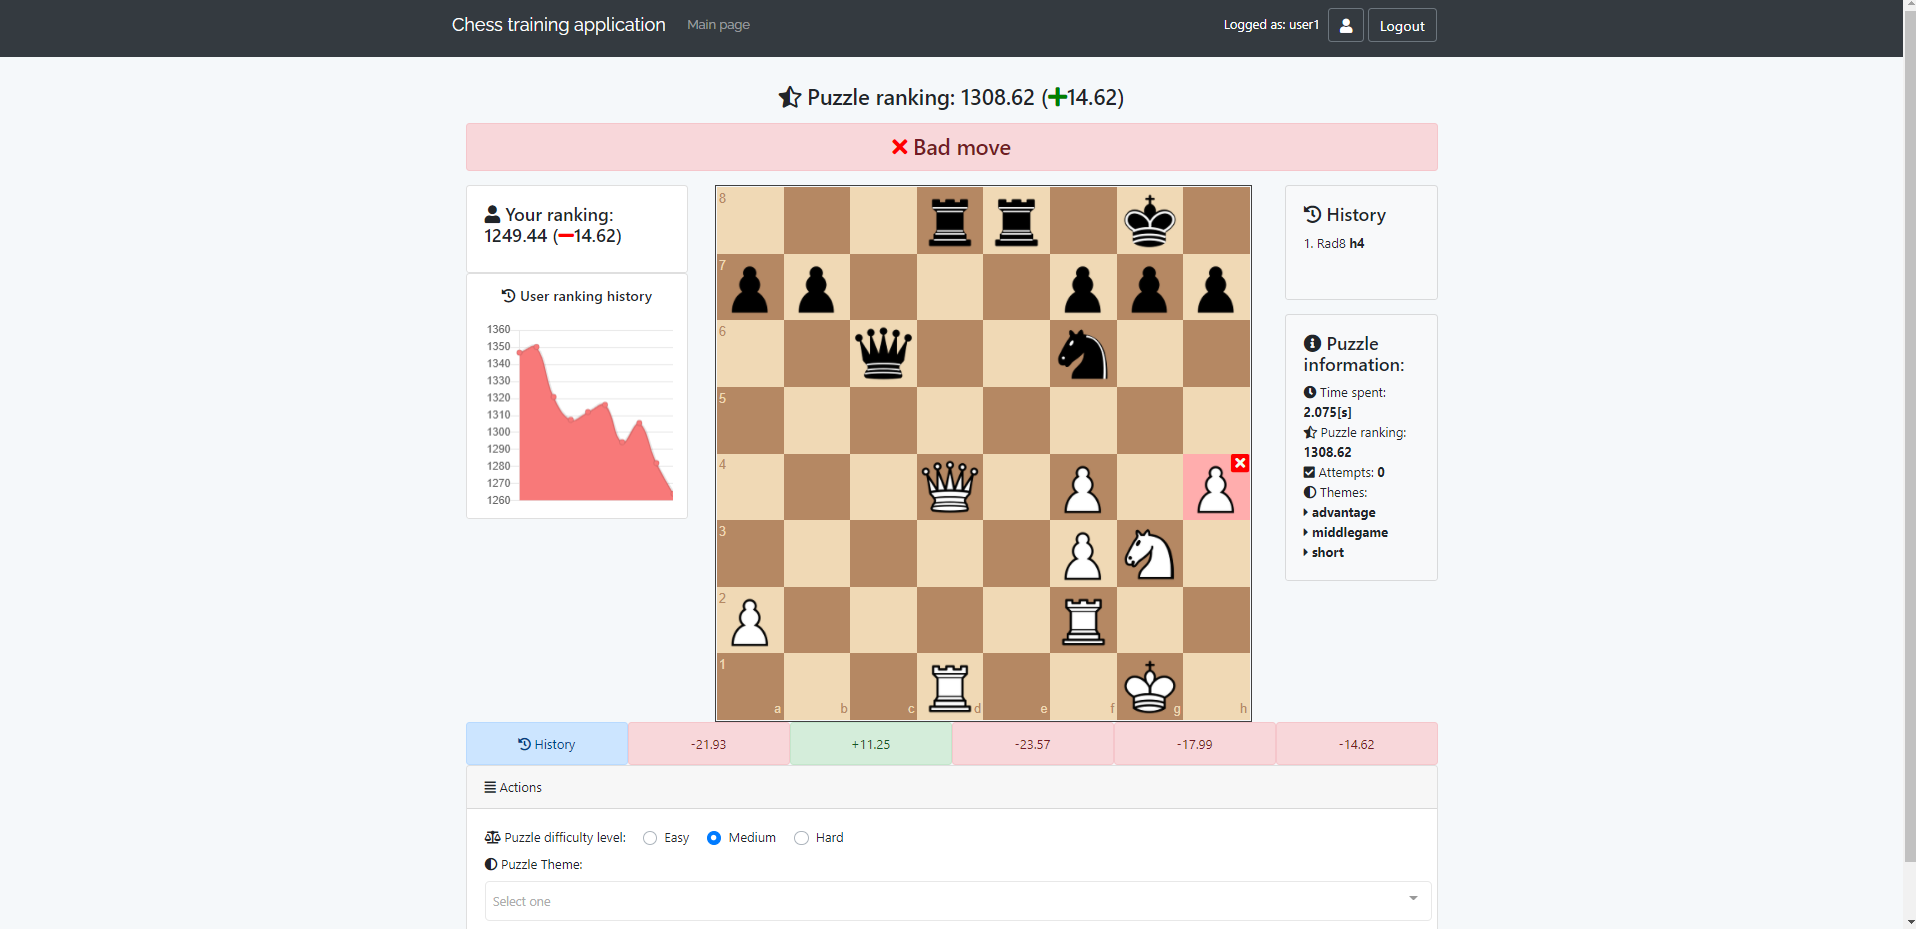 Chess training application
Main page
Logged as: user1
Logout
Puzzle ranking: 1308.62 (+14.62)
Bad move
Your ranking:
1249.44 (−14.62)
User ranking history
1360
1350
1340
1330
1320
1310
1300
1290
1280
1270
1260
8
7
6
5
4
3
2
1
a
b
c
d
e
f
g
h
History
1. Rad8 h4
Puzzle
information:
Time spent:
2.075[s]
Puzzle ranking:
1308.62
Attempts: 0
Themes:
advantage
middlegame
short
History
-21.93
+11.25
-23.57
-17.99
-14.62
Actions
Puzzle difficulty level:
Easy
Medium
Hard
Puzzle Theme:
Select one